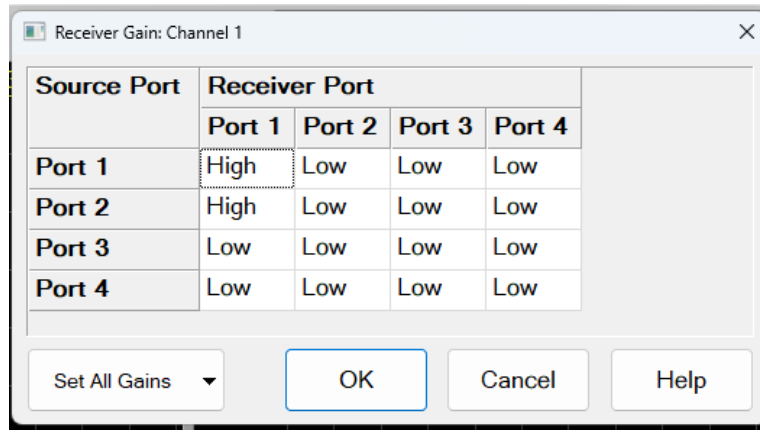 Receiver Gain: Channel 1
Source Port Receiver Port
Port 1 Port 2 Port 3 Port 4
Port 1 High Low Low Low
Port 2 High Low Low Low
Port 3 Low Low Low Low
Port 4 Low Low Low Low
Set All Gains OK Cancel Help